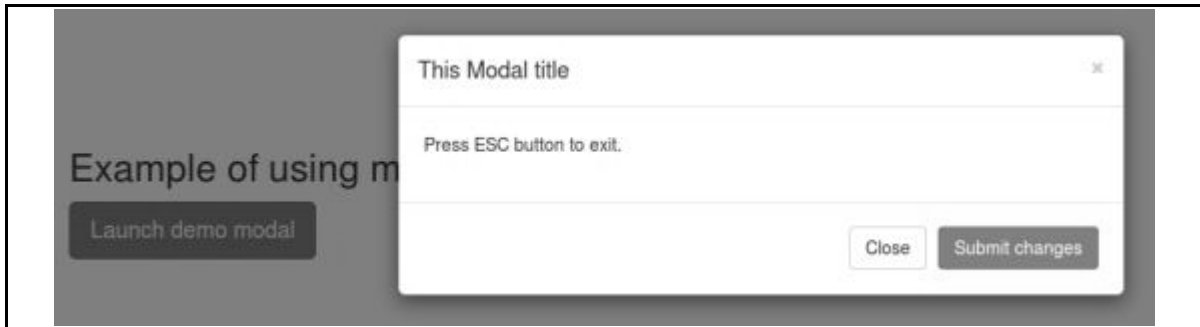 This Modal title
×
Press ESC button to exit.
Example of using m
Launch demo modal
Close
Submit changes